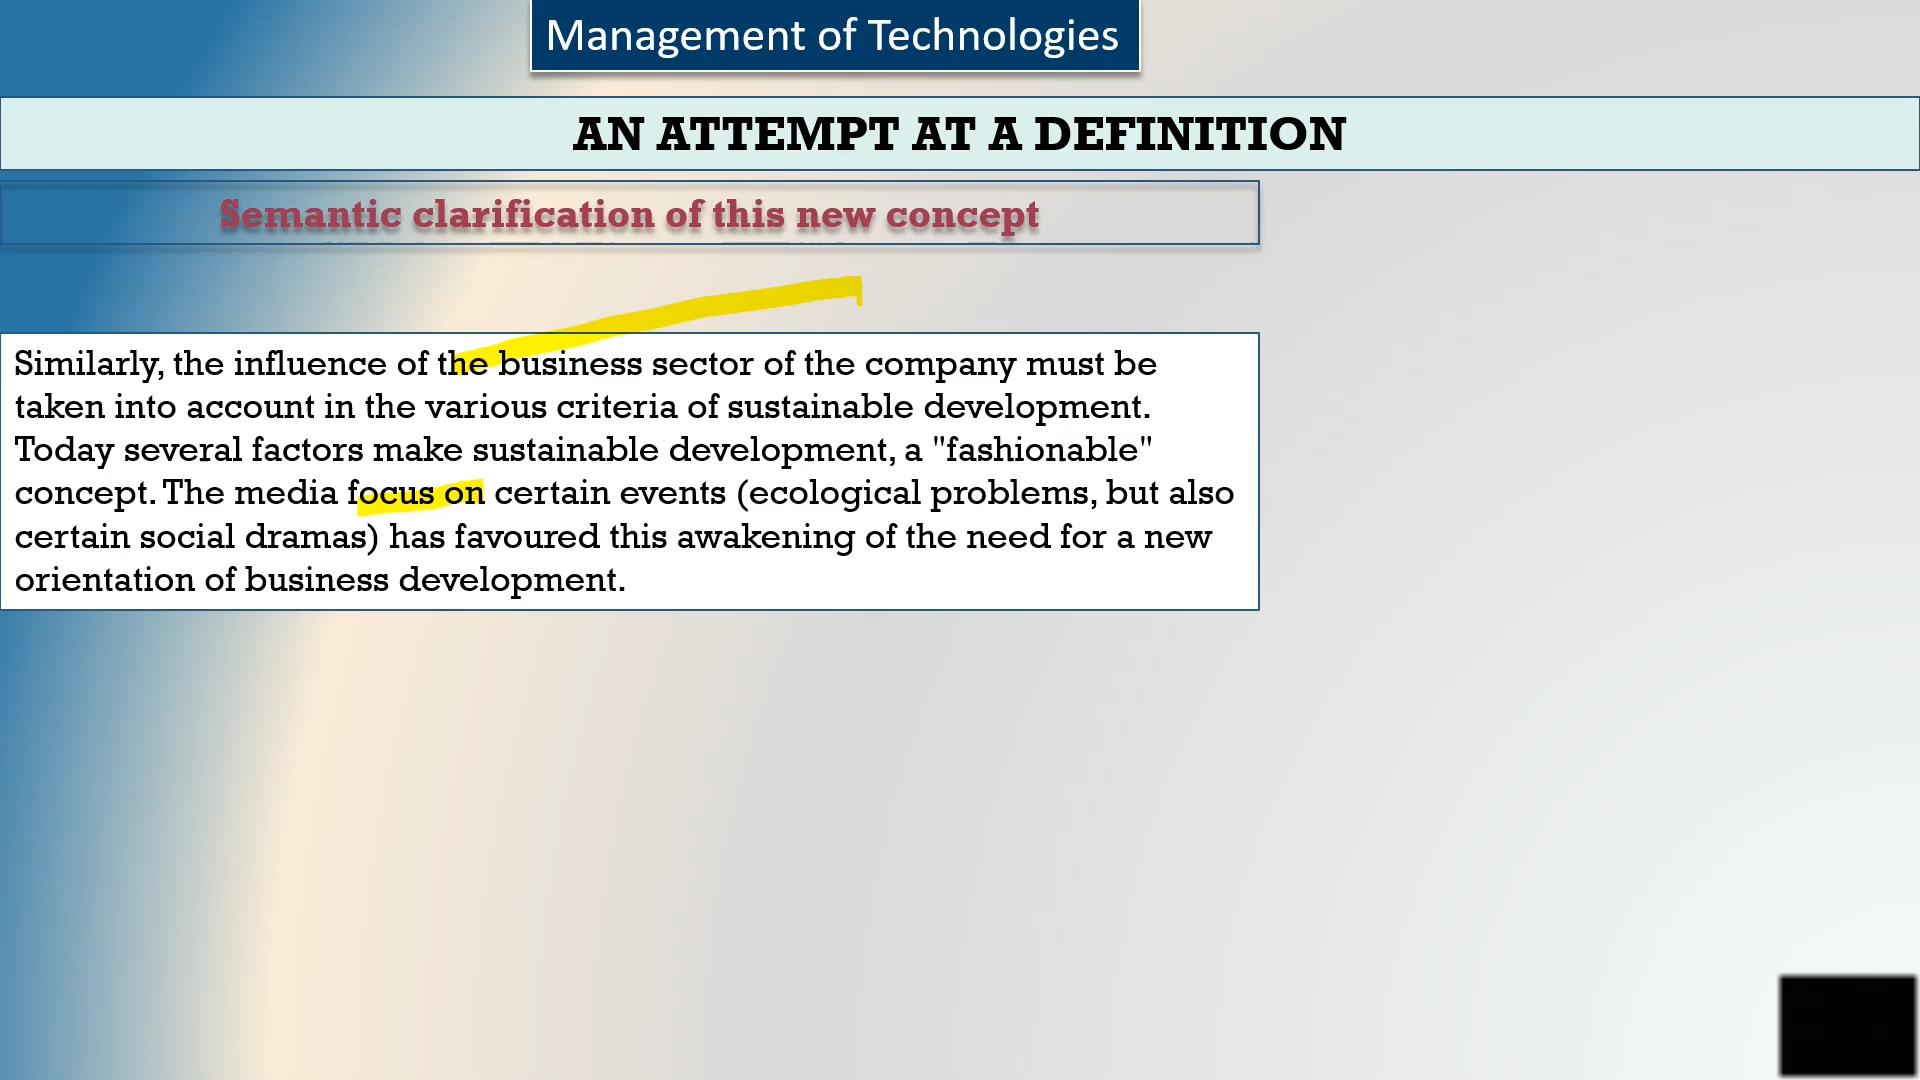 Management of Technologies
AN ATTEMPT AT A DEFINITION
Semantic clarification of this new concept
Similarly, the influence of the business sector of the company must be
taken into account in the various criteria of sustainable development.
Today several factors make sustainable development, a "fashionable"
concept. The media focus on certain events (ecological problems, but also
certain social dramas) has favoured this awakening of the need for a new
orientation of business development.